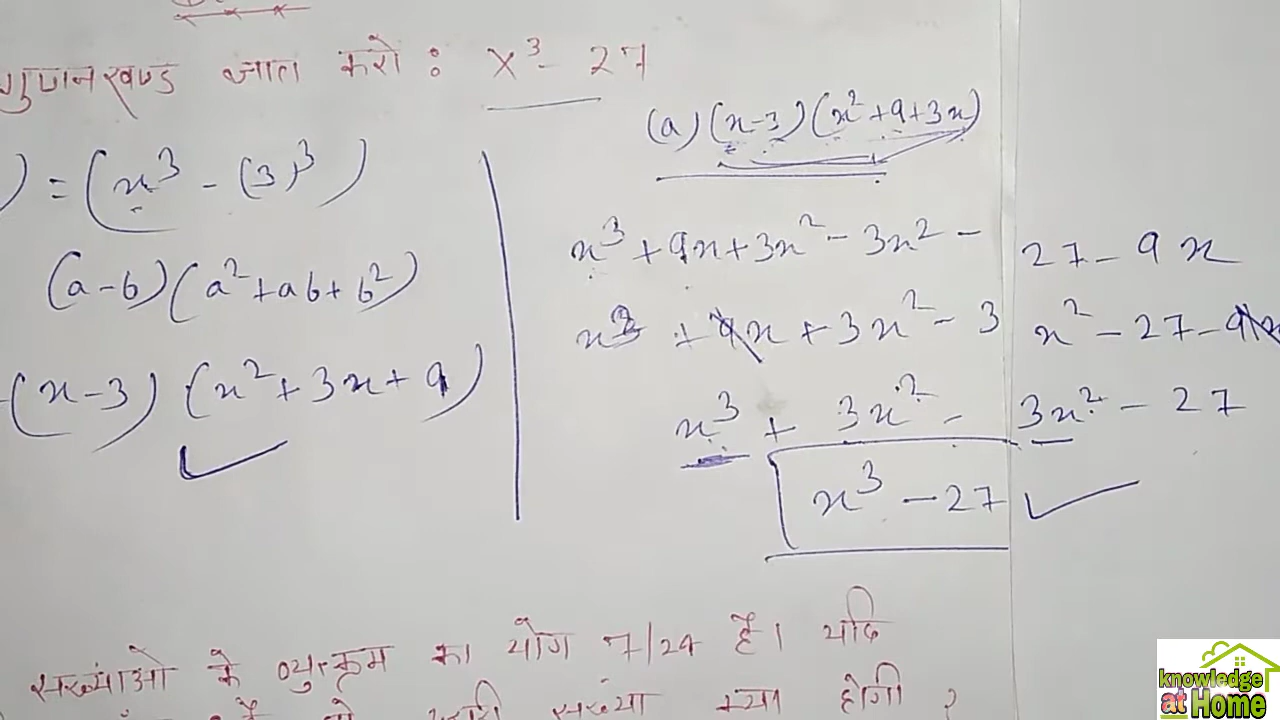 गुणनखण्ड ज्ञात करो : x³ - 27
) = (x³ - (3)³)
(a-b)(a²+ab+b²)
(x-3) (x²+3x+9)
(a) (x-3)(x²+9+3x)
x³ + 9x + 3x² - 3x² - 27 - 9x
x³ + 9x + 3x² - 3x² - 27 - 9x
x³ + 3x² - 3x² - 27
x³ - 27
सख्यांओ के व्युत्क्रम का योग 7/24 है। यदि
सख्या क्या होगी ?
knowledge
at Home